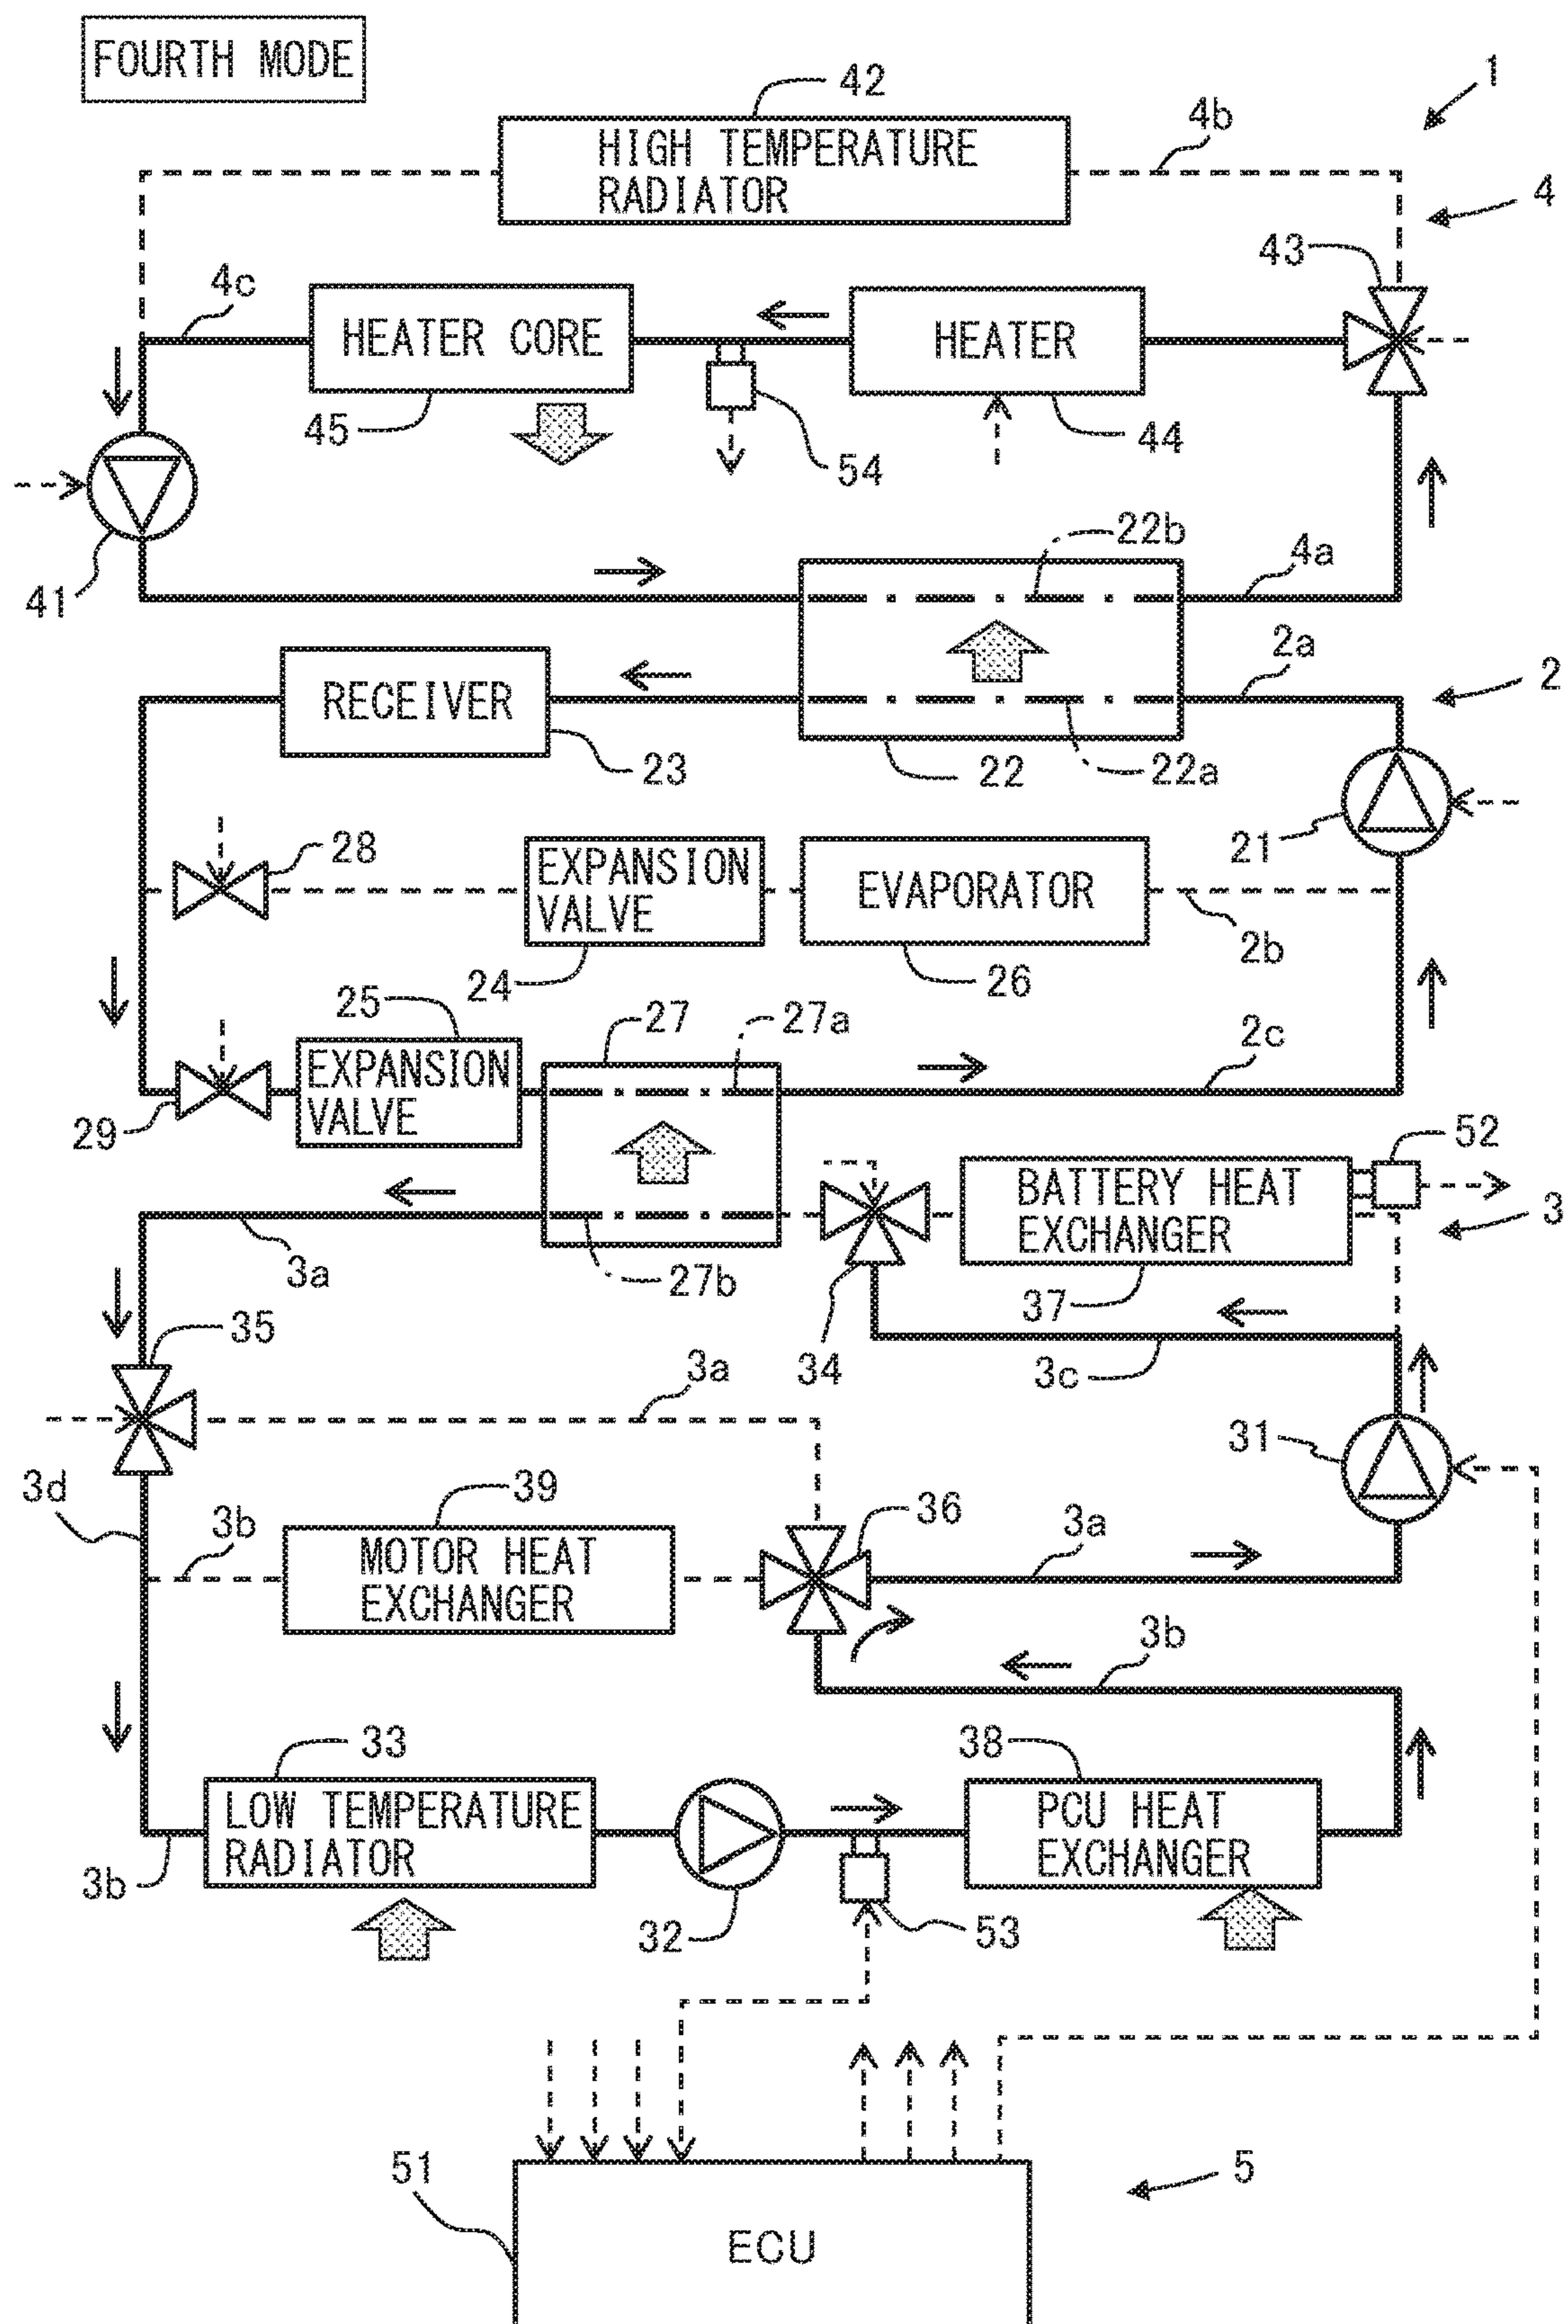 FOURTH MODE
42
1
4b
HIGH TEMPERATURE
RADIATOR
4
43
4c
HEATER CORE
HEATER
45
54
44
41
22b
4a
2a
2
RECEIVER
23
22
22a
21
28
EXPANSION
VALVE
EVAPORATOR
24
26
2b
25
27
27a
2c
EXPANSION
VALVE
29
52
BATTERY HEAT
EXCHANGER
3
3a
27b
37
35
34
3c
3a
31
3d
39
36
3b
3a
MOTOR HEAT
EXCHANGER
3b
33
38
LOW TEMPERATURE
RADIATOR
PCU HEAT
EXCHANGER
3b
32
53
51
5
ECU